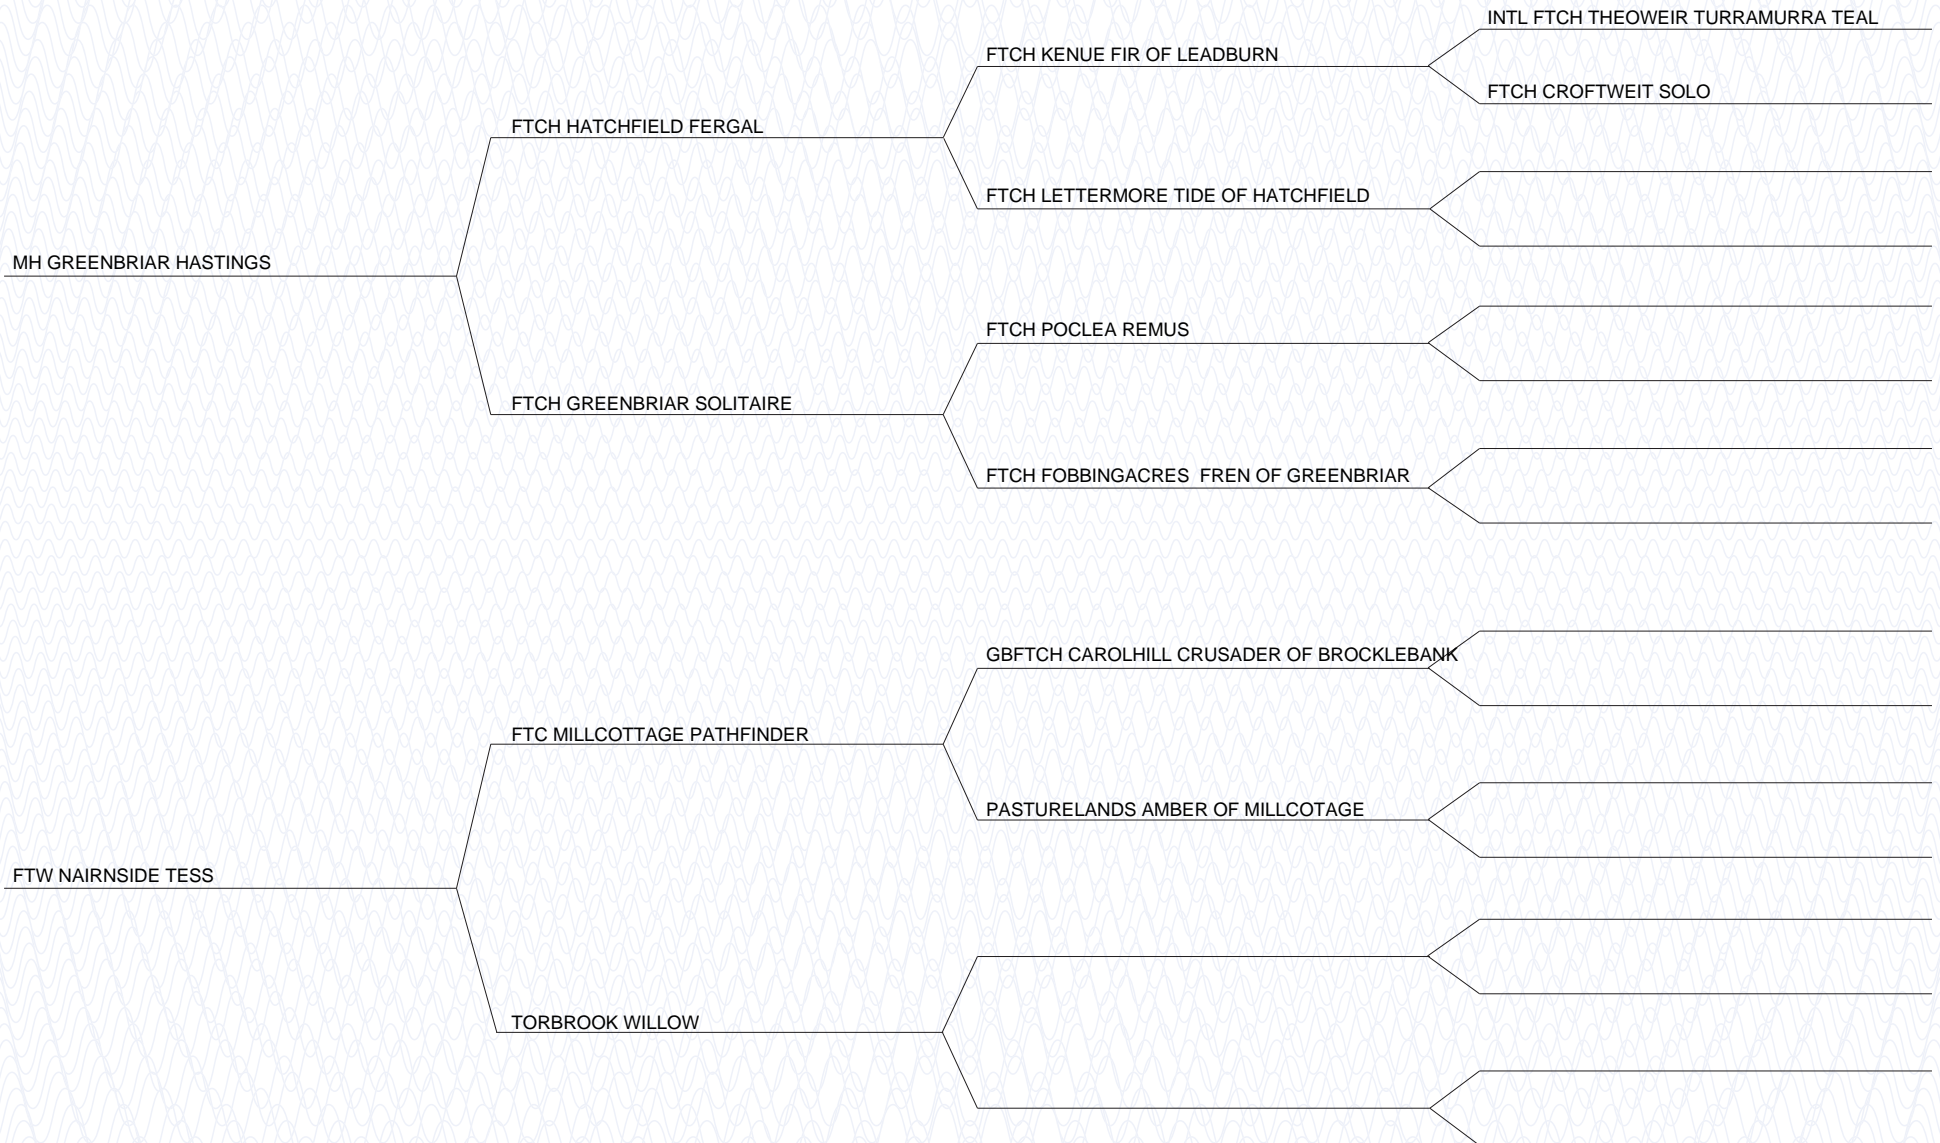 INTL FTCH THEOWEIR TURRAMURRA TEAL
FTCH KENUE FIR OF LEADBURN
FTCH CROFTWEIT SOLO
FTCH HATCHFIELD FERGAL
FTCH LETTERMORE TIDE OF HATCHFIELD
MH GREENBRIAR HASTINGS
FTCH POCLEA REMUS
FTCH GREENBRIAR SOLITAIRE
FTCH FOBBINGACRES  FREN OF GREENBRIAR
GBFTCH CAROLHILL CRUSADER OF BROCKLEBANK
FTC MILLCOTTAGE PATHFINDER
PASTURELANDS AMBER OF MILLCOTAGE
FTW NAIRNSIDE TESS
TORBROOK WILLOW